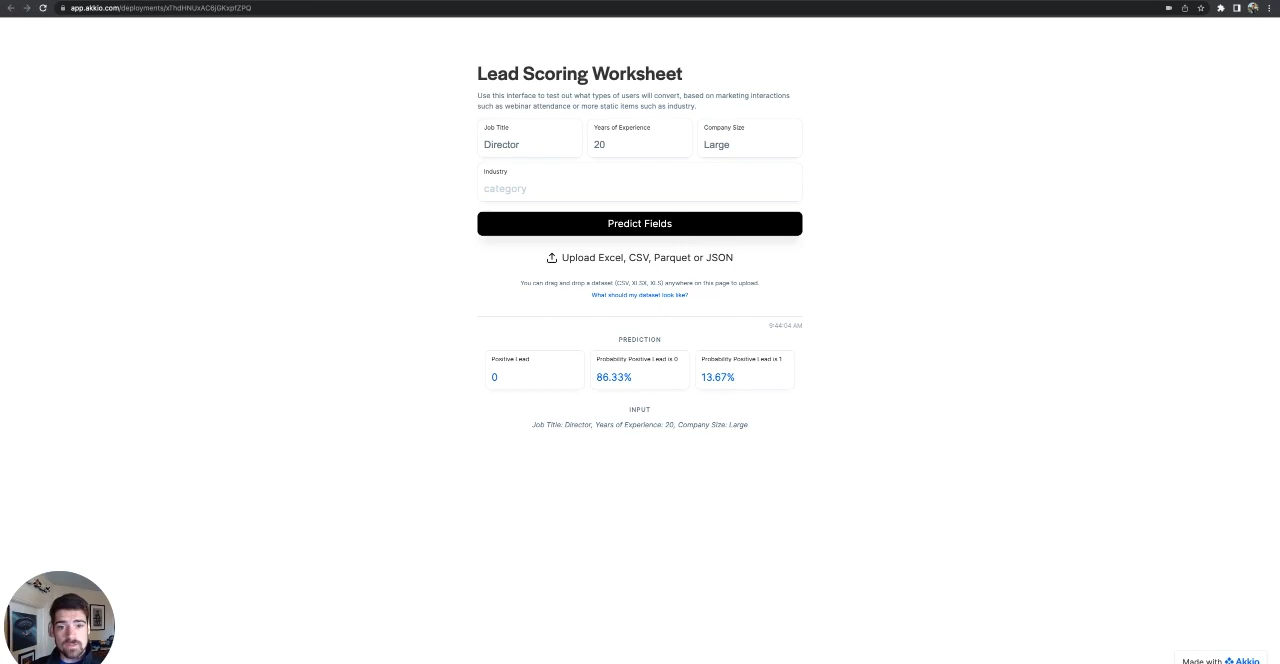 app.akkio.com/deployments/xThdHNUxAC6jGKxpfZPQ
Lead Scoring Worksheet
Use this interface to test out what types of users will convert, based on marketing interactions
such as webinar attendance or more static items such as industry.
Job Title
Years of Experience
Company Size
Director
20
Large
Industry
category
Predict Fields
Upload Excel, CSV, Parquet or JSON
You can drag and drop a dataset (CSV, XLSX, XLS) anywhere on this page to upload.
What should my dataset look like?
9:44:04 AM
PREDICTION
Positive Lead
Probability Positive Lead is 0
Probability Positive Lead is 1
0
86.33%
13.67%
INPUT
Job Title: Director, Years of Experience: 20, Company Size: Large
Made with Akkio